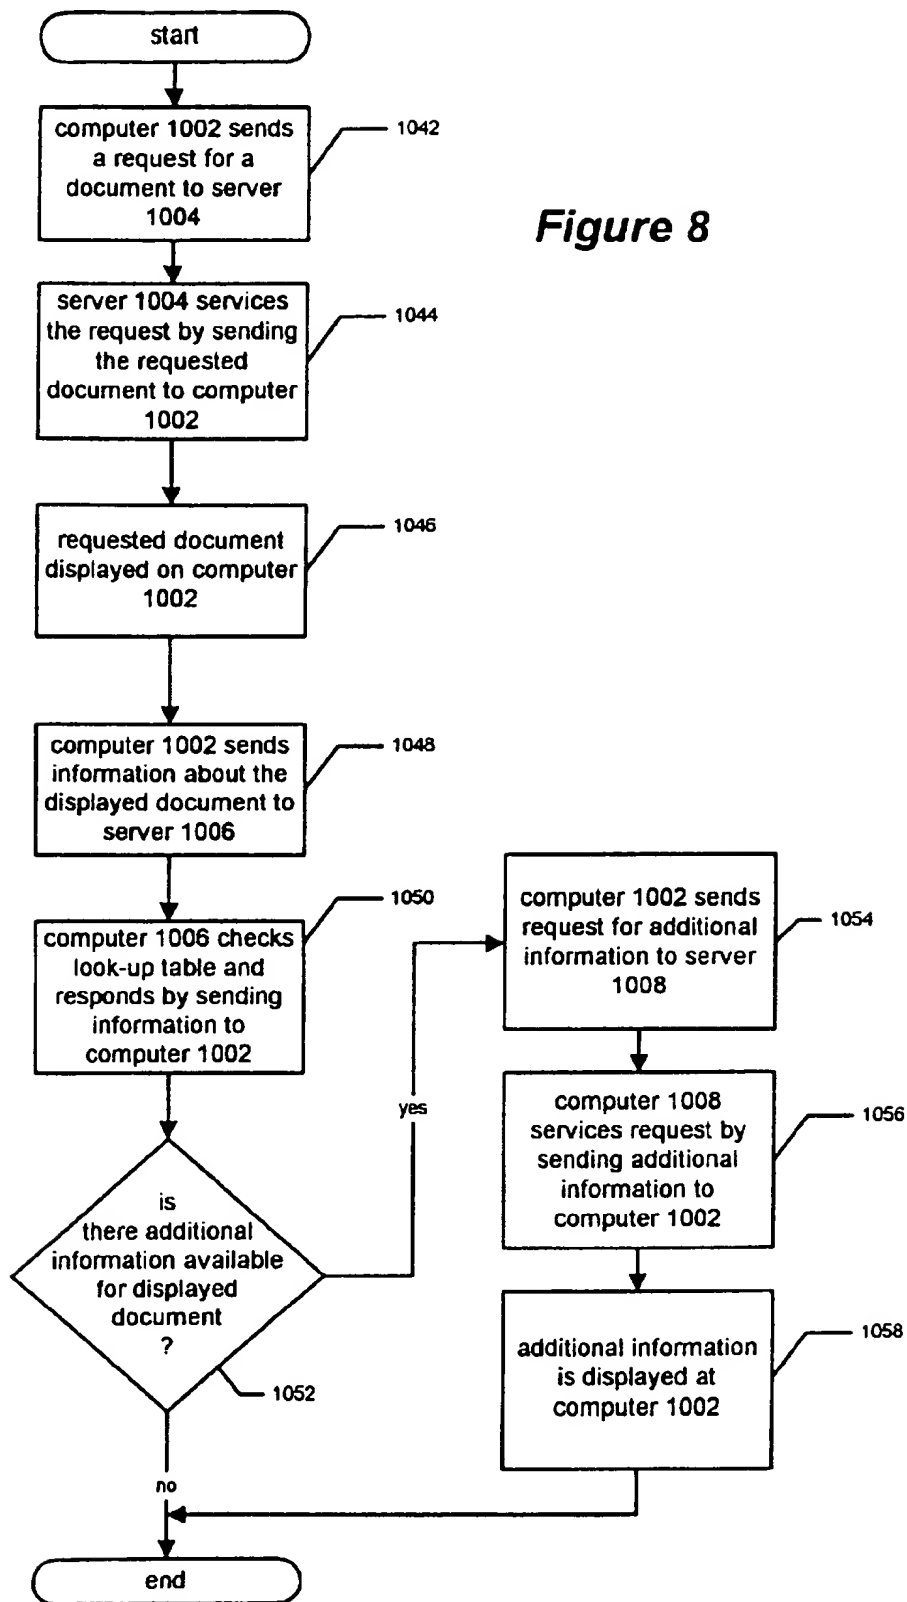 start
computer 1002 sends
a request for a
document to server
1004
1042
Figure 8
server 1004 services
the request by sending
the requested
document to computer
1002
1044
requested document
displayed on computer
1002
1046
computer 1002 sends
information about the
displayed document to
server 1006
1048
computer 1006 checks
look-up table and
responds by sending
information to
computer 1002
1050
is
there additional
information available
for displayed
document
?
1052
yes
computer 1002 sends
request for additional
information to server
1008
1054
computer 1008
services request by
sending additional
information to
computer 1002
1056
additional information
is displayed at
computer 1002
1058
no
end